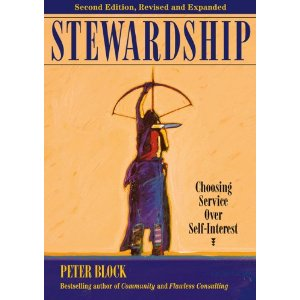 Second Edition, Revised and Expanded
STEWARDSHIP
Choosing
Service
Over
Self-Interest
PETER BLOCK
Bestselling author of Community and Flawless Consulting